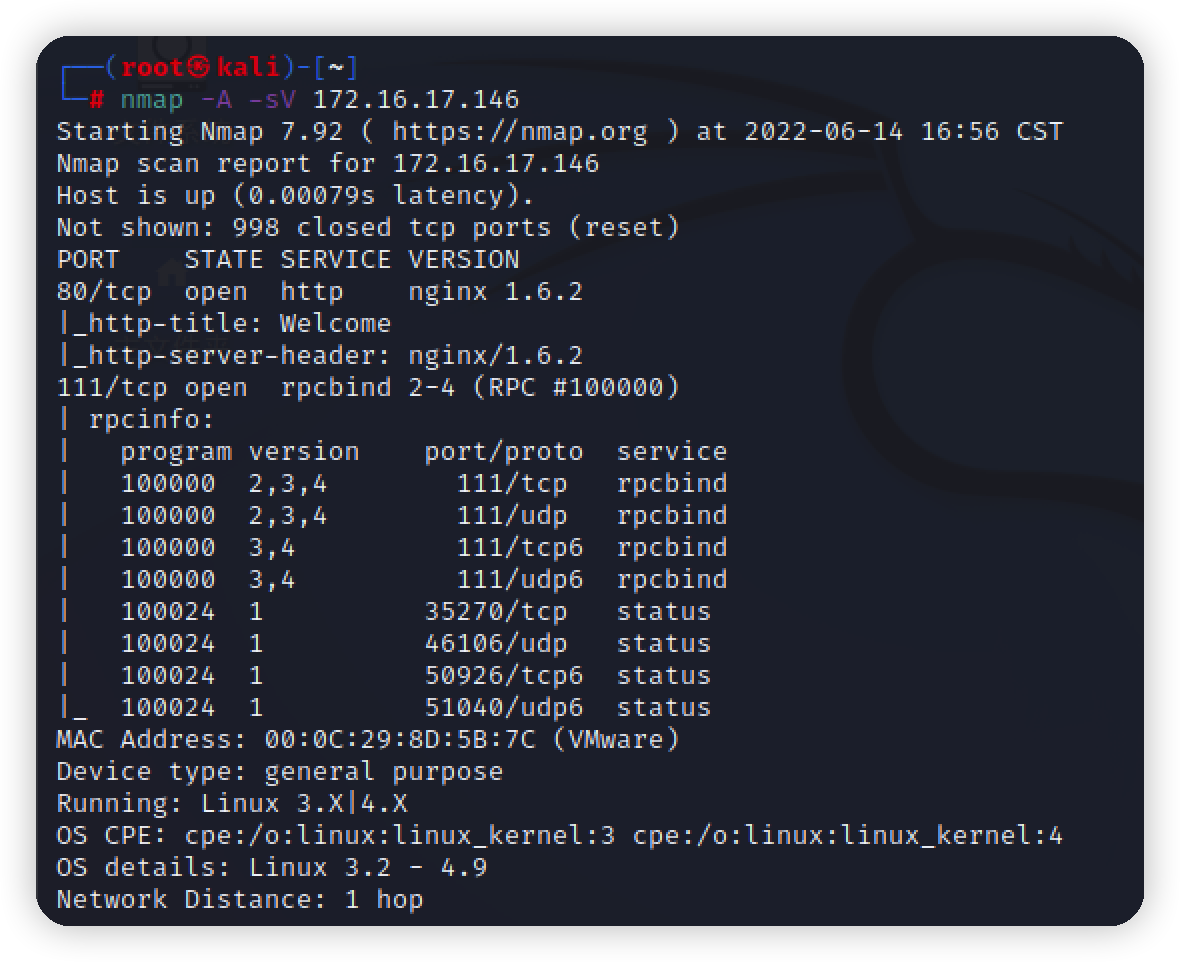 ┌──(root㉿kali)-[~]
└─# nmap -A -sV 172.16.17.146
Starting Nmap 7.92 ( https://nmap.org ) at 2022-06-14 16:56 CST
Nmap scan report for 172.16.17.146
Host is up (0.00079s latency).
Not shown: 998 closed tcp ports (reset)
PORT    STATE SERVICE VERSION
80/tcp  open  http    nginx 1.6.2
|_http-title: Welcome
|_http-server-header: nginx/1.6.2
111/tcp open  rpcbind 2-4 (RPC #100000)
| rpcinfo:
|   program version    port/proto  service
|   100000  2,3,4        111/tcp   rpcbind
|   100000  2,3,4        111/udp   rpcbind
|   100000  3,4          111/tcp6  rpcbind
|   100000  3,4          111/udp6  rpcbind
|   100024  1          35270/tcp   status
|   100024  1          46106/udp   status
|   100024  1          50926/tcp6  status
|_  100024  1          51040/udp6  status
MAC Address: 00:0C:29:8D:5B:7C (VMware)
Device type: general purpose
Running: Linux 3.X|4.X
OS CPE: cpe:/o:linux:linux_kernel:3 cpe:/o:linux:linux_kernel:4
OS details: Linux 3.2 - 4.9
Network Distance: 1 hop